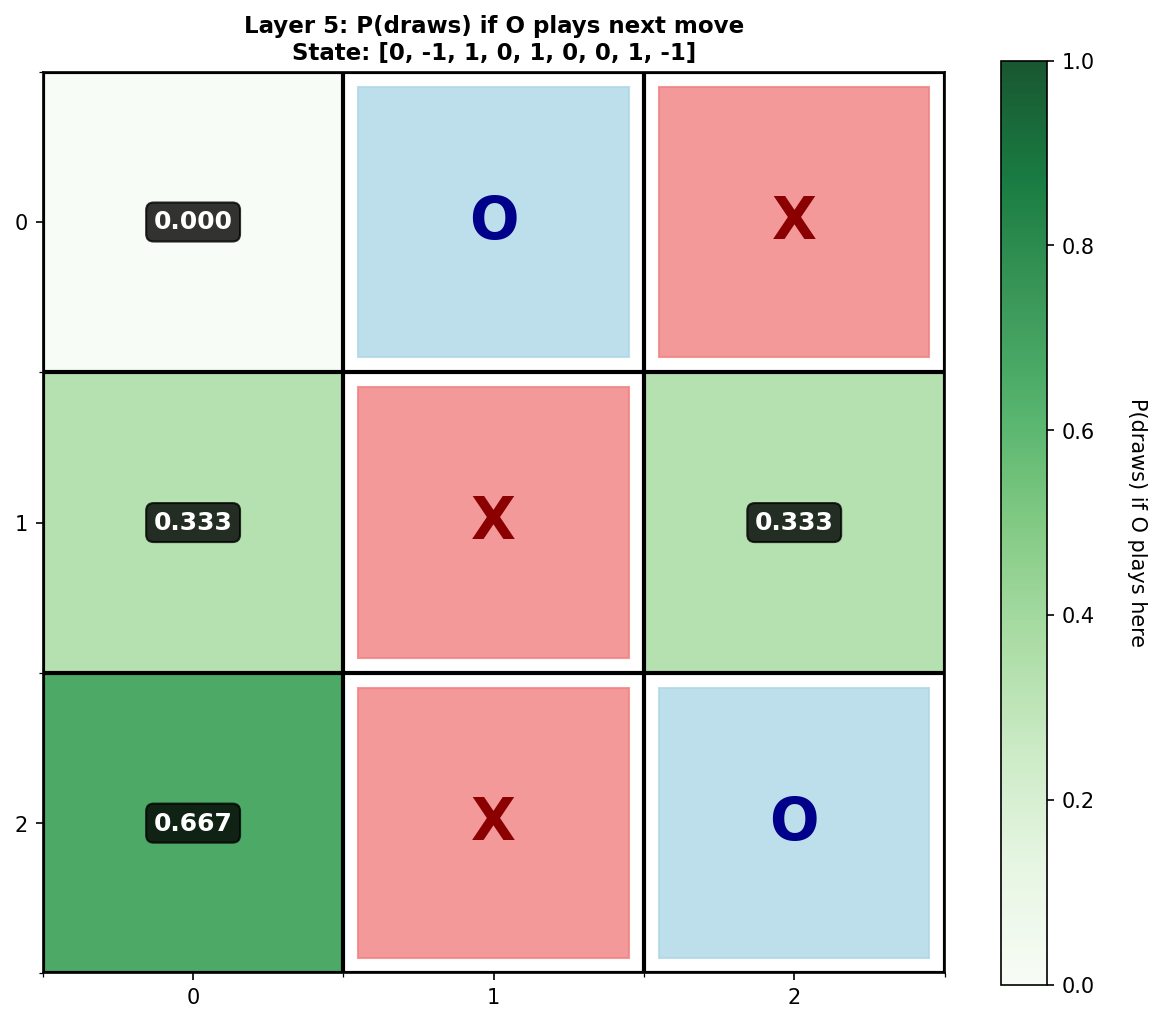 Layer 5: P(draws) if O plays next move
State: [0, -1, 1, 0, 1, 0, 0, 1, -1]
0
0.000
O
X
1
0.333
X
0.333
2
0.667
X
O
0
1
2
1.0
0.8
0.6
0.4
0.2
0.0
P(draws) if O plays here